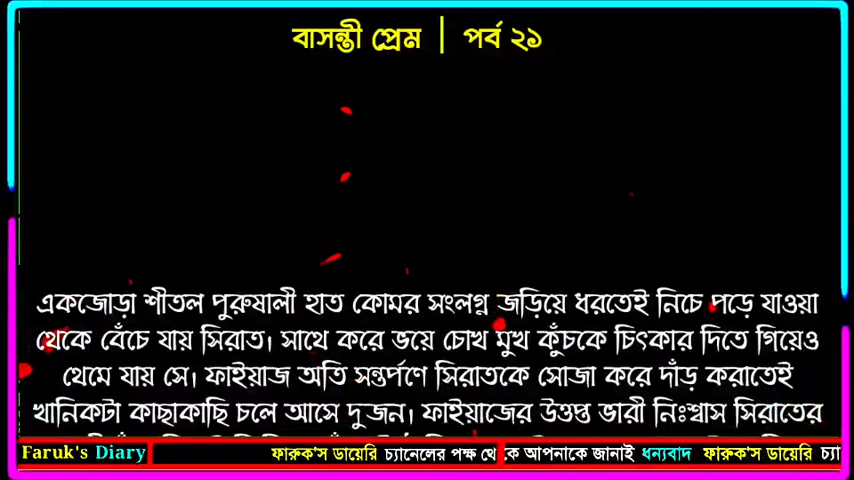 বাসন্তী প্রেম | পর্ব ২১
একজোড়া শীতল পুরুষালী হাত কোমর সংলগ্ন জড়িয়ে ধরতেই নিচে পড়ে যাওয়া
থেকে বেঁচে যায় সিরাত। সাথে করে ভয়ে চোখ মুখ কুঁচকে চিৎকার দিতে গিয়েও
থেমে যায় সে। ফাইয়াজ অতি সন্তর্পণে সিরাতকে সোজা করে দাঁড় করাতেই
খানিকটা কাছাকাছি চলে আসে দু'জন। ফাইয়াজের উত্তপ্ত ভারী নিঃশ্বাস সিরাতের
Faruk's Diary ফারুক'স ডায়েরি চ্যানেলের পক্ষ থেকে আপনাকে জানাই ধন্যবাদ ফারুক'স ডায়েরি চ্যা